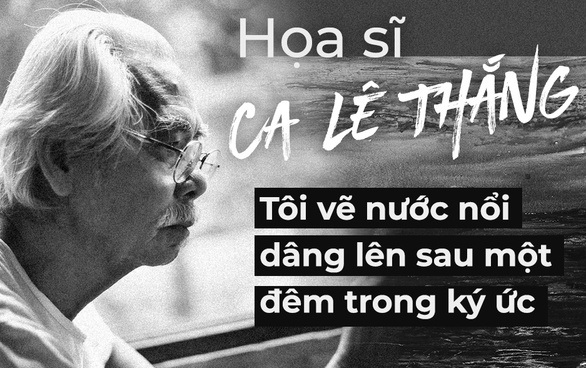 Họa sĩ
CA LÊ THẮNG
Tôi vẽ nước nổi
dâng lên sau một
đêm trong ký ức